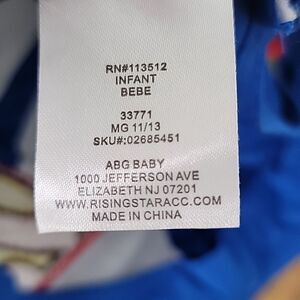 RN#113512
INFANT
BEBE
33771
MG 11/13
SKU#:02685451
ABG BABY
1000 JEFFERSON AVE
ELIZABETH NJ 07201
WWW.RISINGSTARACC.COM
MADE IN CHINA